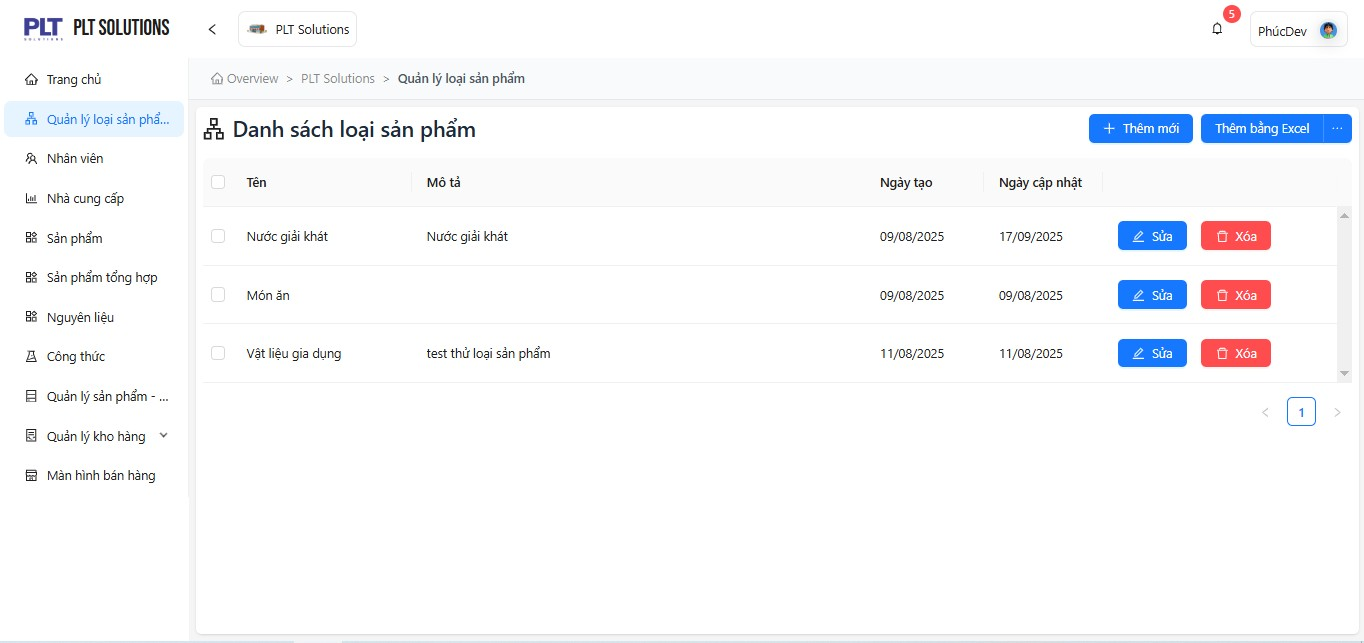 PLT
SOLUTIONS
PLT SOLUTIONS
PLT Solutions
5
PhúcDev
Trang chủ
Quản lý loại sản phẩ...
Nhân viên
Nhà cung cấp
Sản phẩm
Sản phẩm tổng hợp
Nguyên liệu
Công thức
Quản lý sản phẩm - ...
Quản lý kho hàng
Màn hình bán hàng
Overview > PLT Solutions > Quản lý loại sản phẩm
Danh sách loại sản phẩm
Thêm mới
Thêm bằng Excel ...
Tên Mô tả Ngày tạo Ngày cập nhật
Nước giải khát Nước giải khát 09/08/2025 17/09/2025 Sửa Xóa
Món ăn 09/08/2025 09/08/2025 Sửa Xóa
Vật liệu gia dụng test thử loại sản phẩm 11/08/2025 11/08/2025 Sửa Xóa
< 1 >